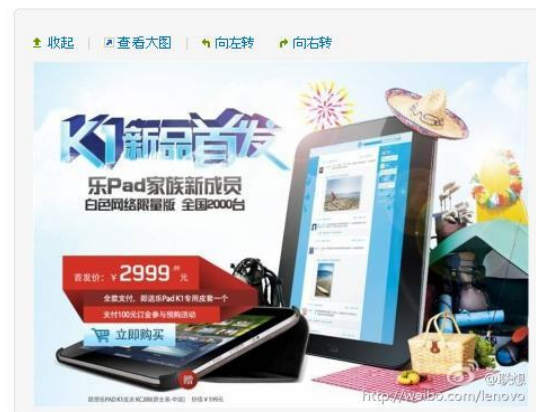 收起 | 查看大图 | 向左转 向右转
K1新品首发
乐Pad家族新成员
白色网络限量版 全国2000台
首发价：￥2999元
全款支付，即送乐Pad K1专用皮套一个
支付100元订金参与预购活动
立即购买
赠
@联想
http://weibo.com/lenovo